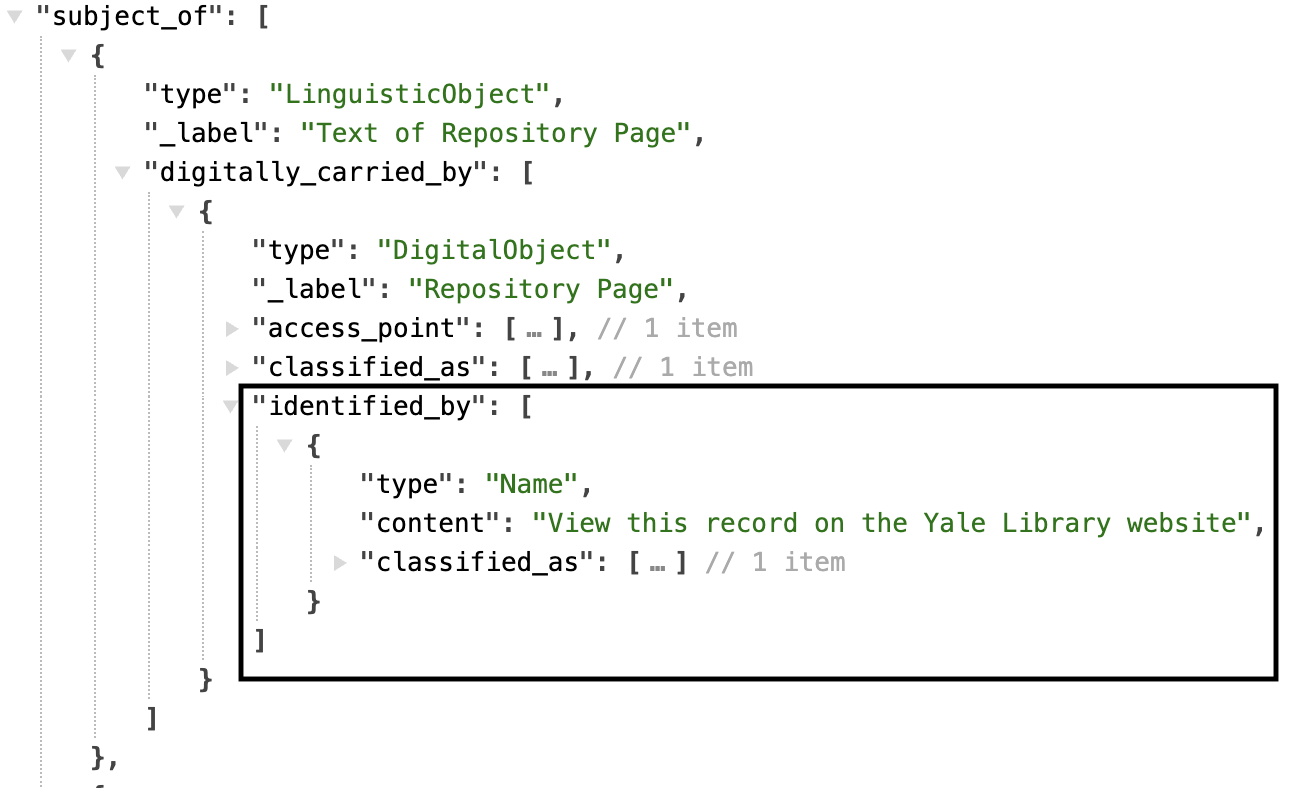 "subject_of": [
{
"type": "LinguisticObject",
"_label": "Text of Repository Page",
"digitally_carried_by": [
{
"type": "DigitalObject",
"_label": "Repository Page",
"access_point": [ … ], // 1 item
"classified_as": [ … ], // 1 item
"identified_by": [
{
"type": "Name",
"content": "View this record on the Yale Library website",
"classified_as": [ … ] // 1 item
}
]
}
]
},